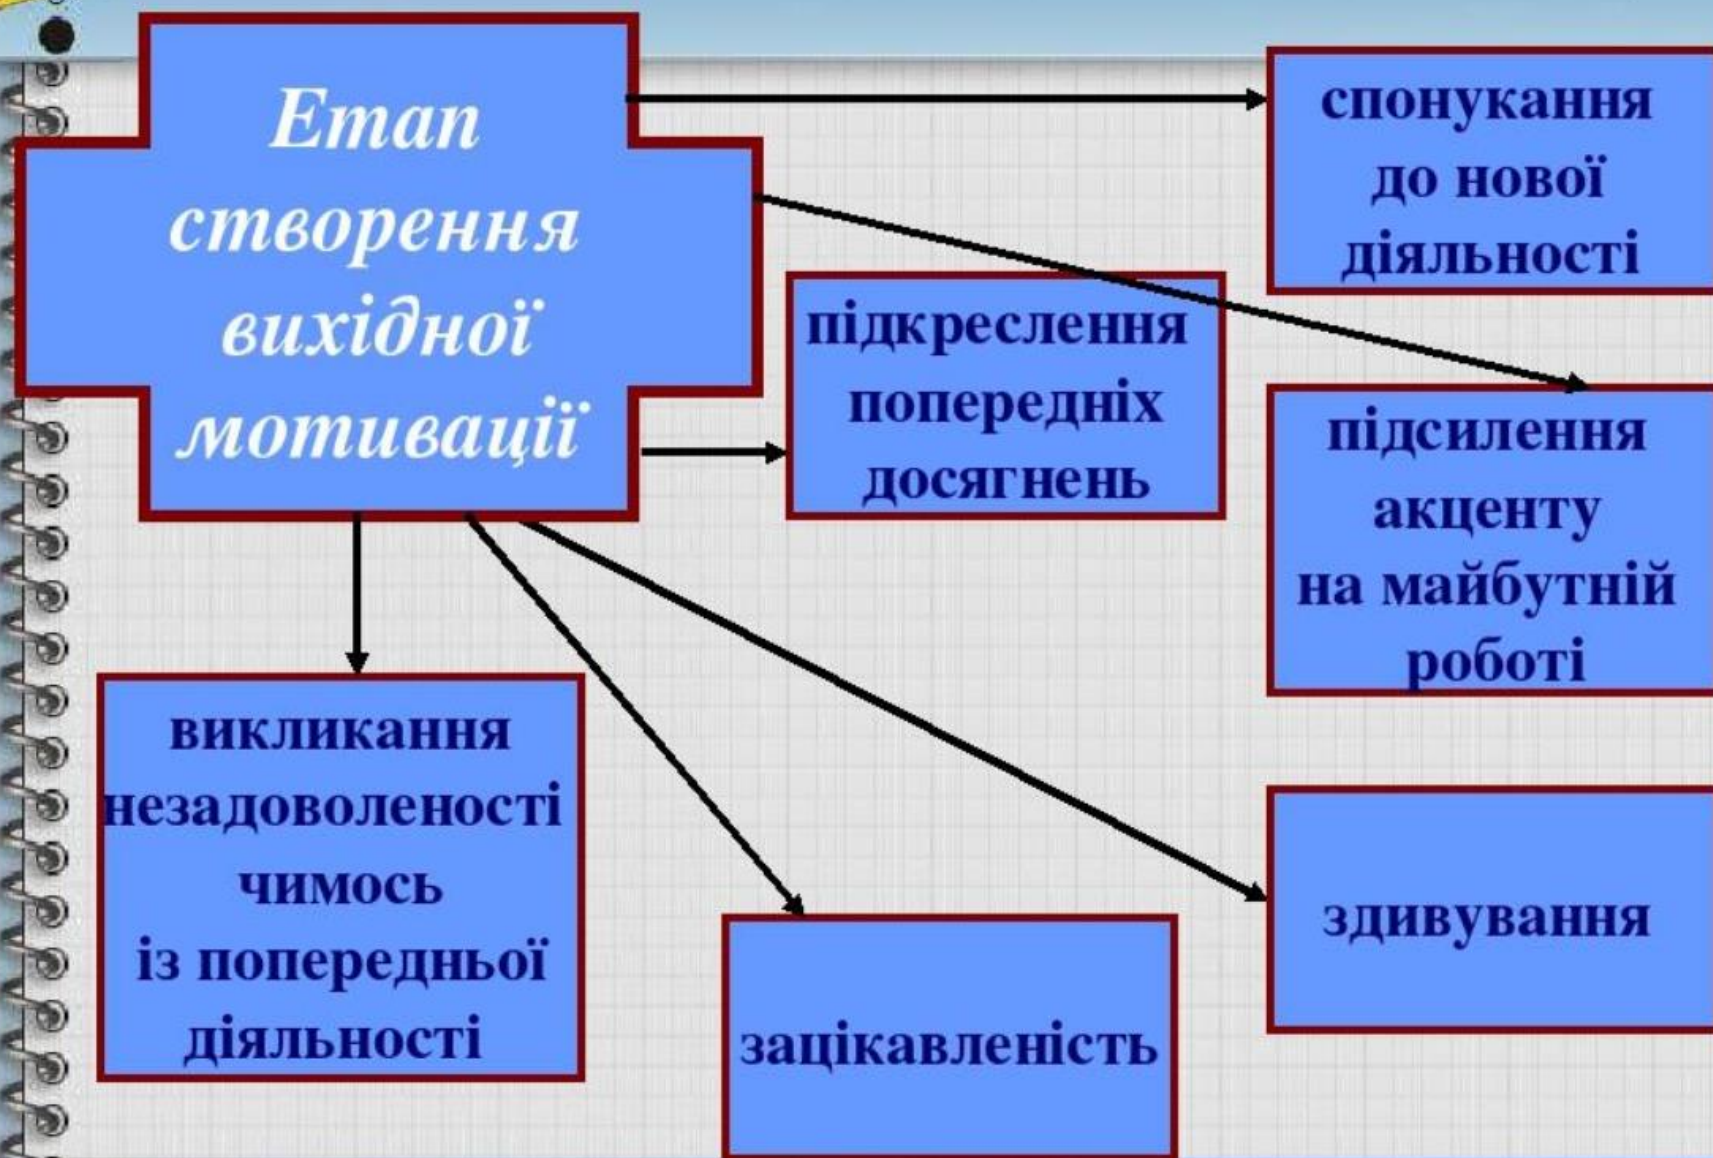 Етап
створення
вихідної
мотивації
спонукання
до нової
діяльності
підкреслення
попередніх
досягнень
підсилення
акценту
на майбутній
роботі
викликання
незадоволеності
чимось
із попередньої
діяльності
зацікавленість
здивування